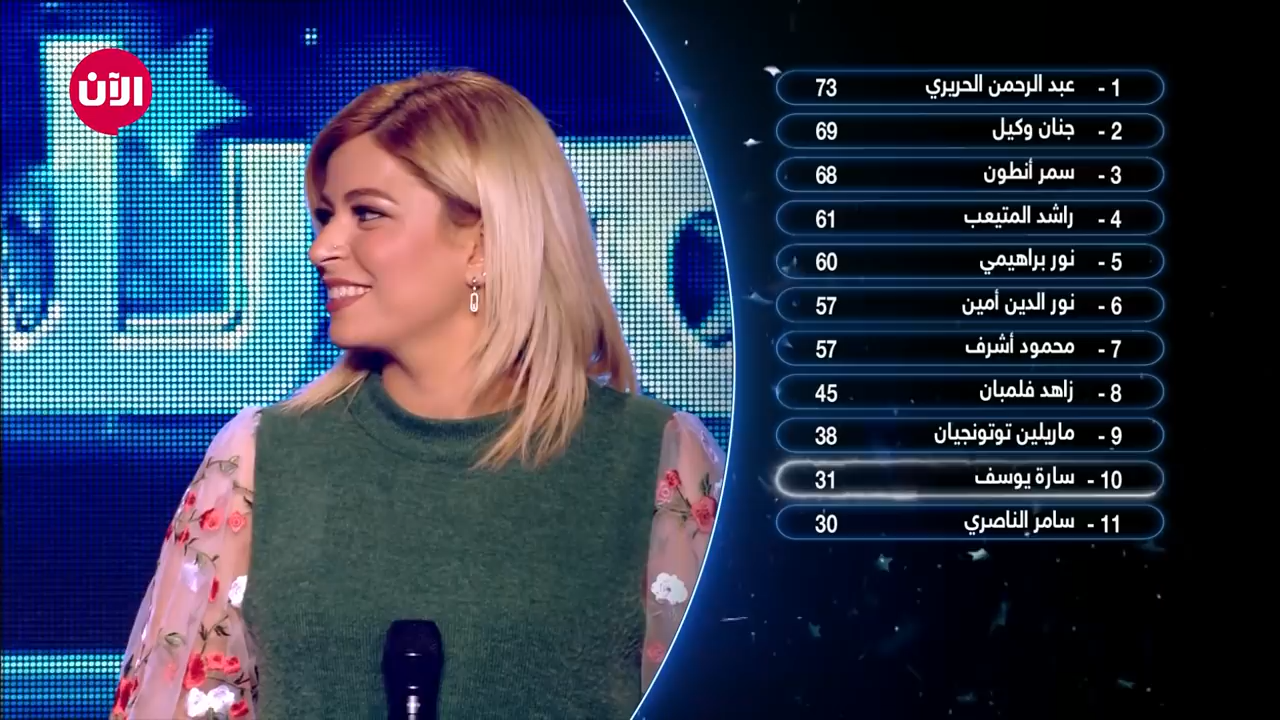 الآن
1 - عبد الرحمن الحريري 73
2 - جنان وكيل 69
3 - سمر أنطون 68
4 - راشد المتيعب 61
5 - نور براهيمي 60
6 - نور الدين أمين 57
7 - محمود أشرف 57
8 - زاهد فلمبان 45
9 - ماريلين توتونجيان 38
10 - سارة يوسف 31
11 - سامر الناصري 30